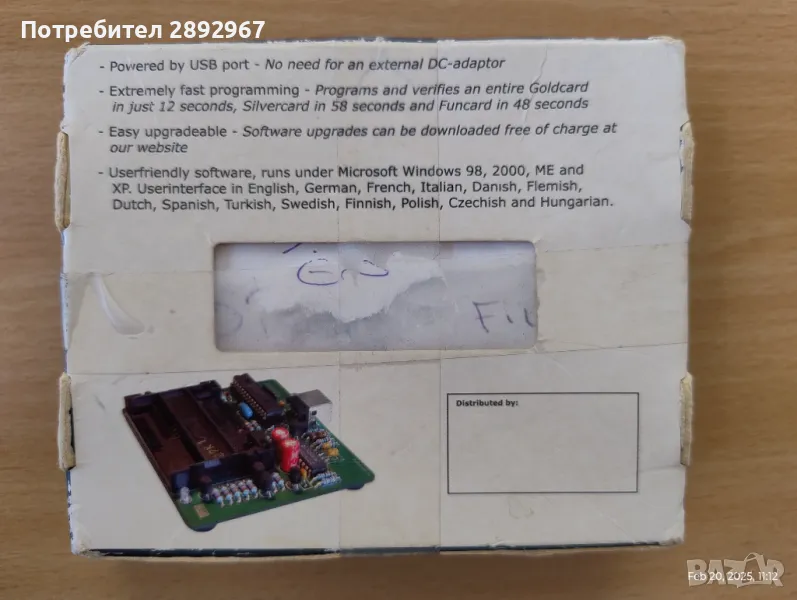 Потребител 2892967
- Powered by USB port - No need for an external DC-adaptor
- Extremely fast programming - Programs and verifies an entire Goldcard
in just 12 seconds, Silvercard in 58 seconds and Funcard in 48 seconds
- Easy upgradeable - Software upgrades can be downloaded free of charge at
our website
- Userfriendly software, runs under Microsoft Windows 98, 2000, ME and
XP. Userinterface in English, German, French, Italian, Danish, Flemish,
Dutch, Spanish, Turkish, Swedish, Finnish, Polish, Czechish and Hungarian.
Distributed by:
BAZAR
Feb 20, 2025, 11:12